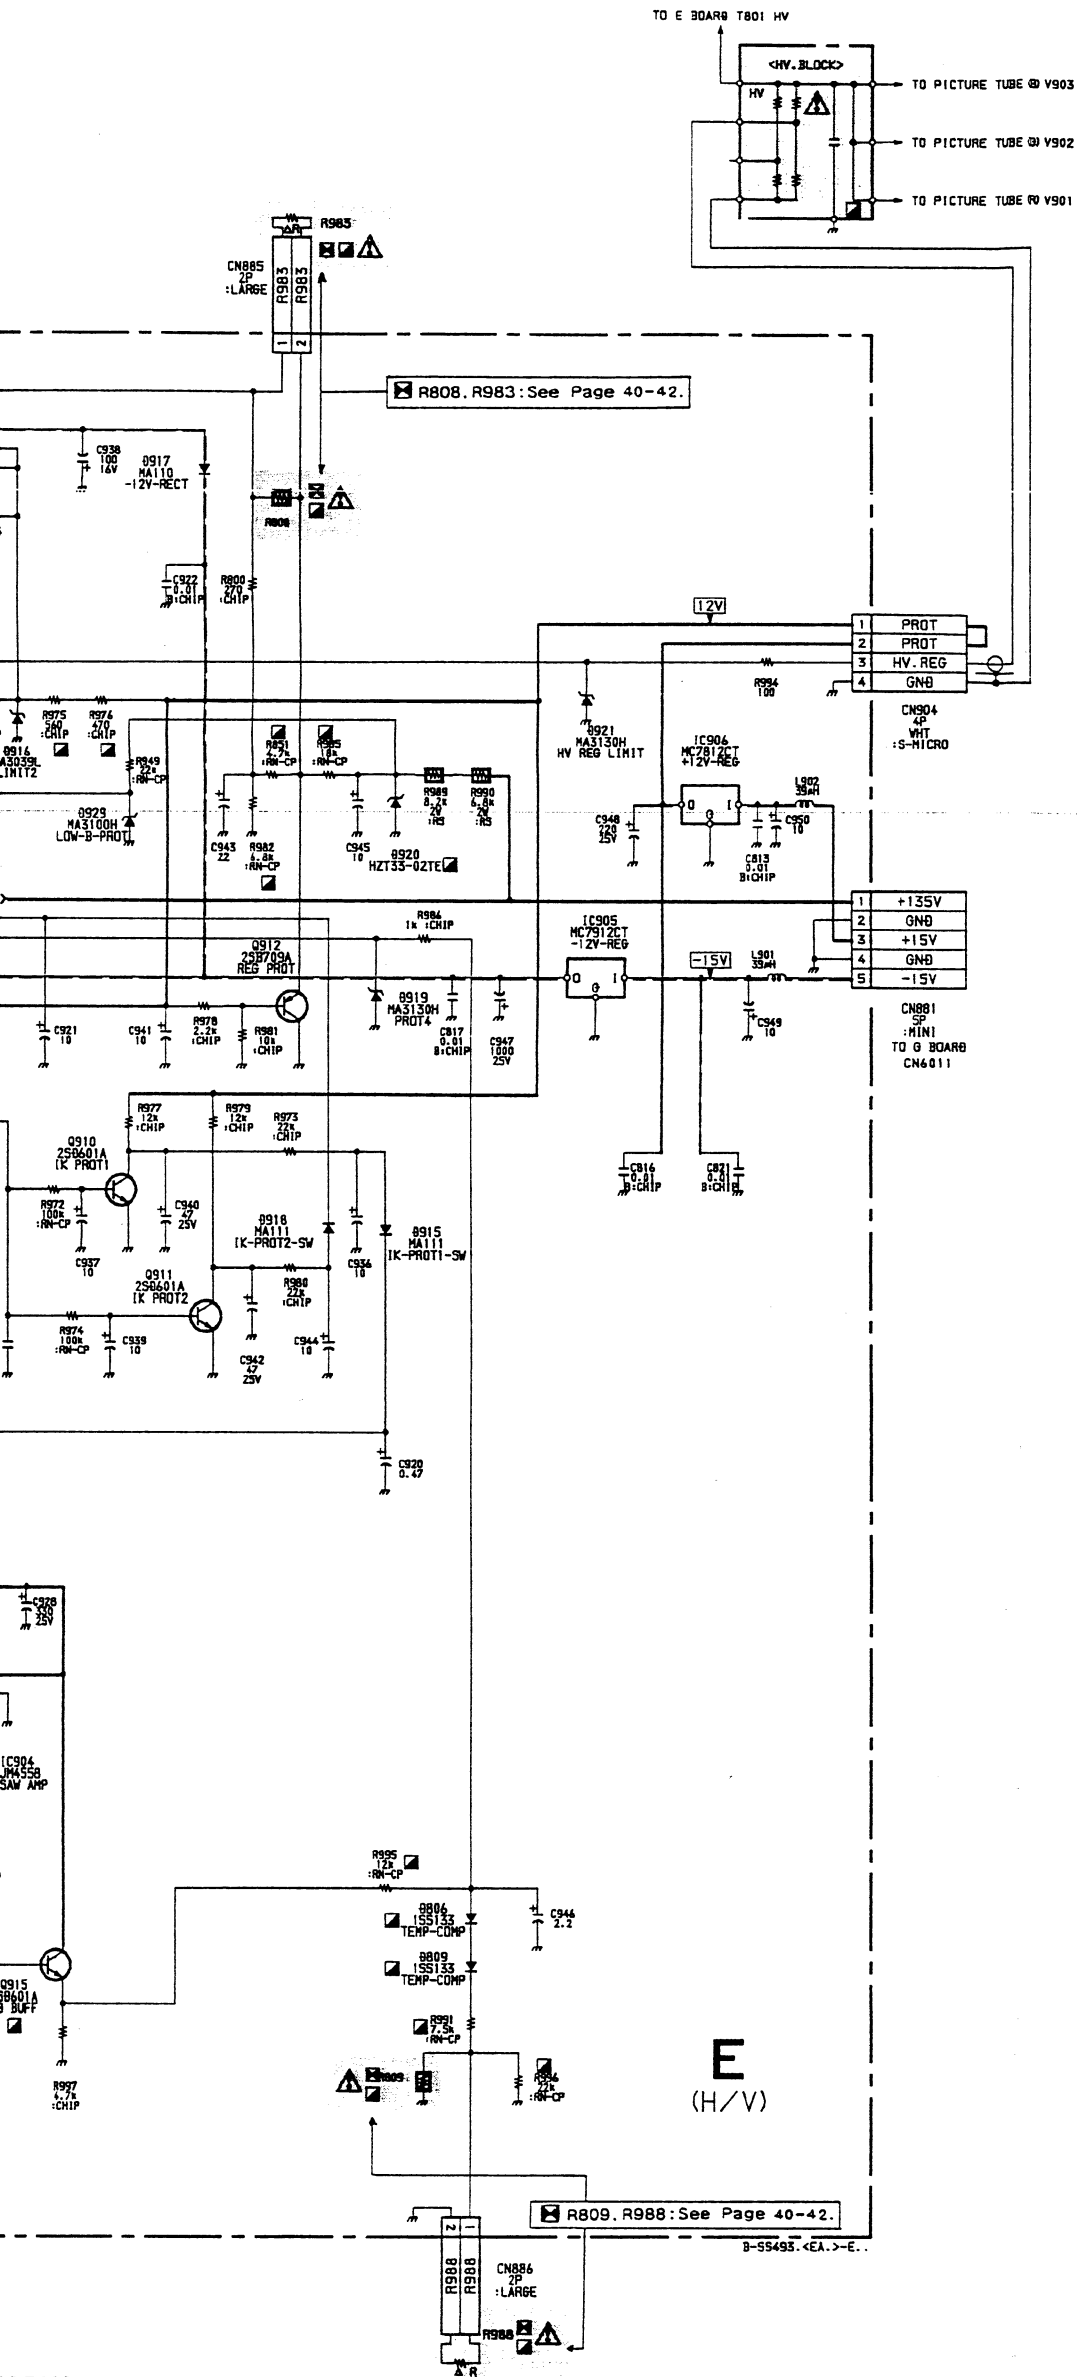 TO E BOARD T801 HV
<HV.BLOCK>
HV
TO PICTURE TUBE Ⓑ V903
TO PICTURE TUBE Ⓖ V902
TO PICTURE TUBE Ⓡ V901
R983
△R
CN885
2P
:LARGE
R983
R983
1
2
R808.R983:See Page 40-42.
C938
100
16V
D917
MA110
-12V-RECT
R808
C922
0.01
B:CHIP
R800
270
:CHIP
12V
1 PROT
2 PROT
3 HV.REG
4 GND
R994
100
CN904
4P
WHT
:S-MICRO
R975
560
:CHIP
R976
470
:CHIP
D916
A3039L
LIMIT2
R949
22k
:RN-CP
D929
MA3100H
LOW-B-PROT
R851
4.7k
:RN-CP
R985
18k
:RN-CP
D921
MA3130H
HV REG LIMIT
IC906
MC7812CT
+12V-REG
O
I
G
L902
39μH
R989
8.2k
2W
:RS
R990
6.8k
2W
:RS
C943
22
R982
6.8k
:RN-CP
C945
10
D920
HZT33-02TE
C948
220
25V
C813
0.01
B:CHIP
C950
10
1 +135V
2 GND
3 +15V
4 GND
5 -15V
CN881
5P
:MINI
TO G BOARD
CN6011
R986
1k :CHIP
IC905
MC7912CT
-12V-REG
O
I
G
-15V
L901
39μH
Q912
2SB709A
REG PROT
C921
10
C941
10
R978
2.2k
:CHIP
R981
10k
:CHIP
D919
MA3130H
PROT4
C817
0.01
B:CHIP
C947
1000
25V
C949
10
R977
12k
:CHIP
R979
12k
:CHIP
R973
22k
:CHIP
Q910
2SD601A
IK PROT1
R972
100k
:RN-CP
C937
10
C940
47
25V
D918
MA111
IK-PROT2-SW
C936
10
D915
MA111
IK-PROT1-SW
C816
0.01
B:CHIP
C821
0.01
B:CHIP
Q911
2SD601A
IK PROT2
R980
22k
:CHIP
R974
100k
:RN-CP
C939
10
C942
47
25V
C944
10
C920
0.47
C928
330
25V
IC904
JM4558
SAW AMP
R995
12k
:RN-CP
D806
1SS133
TEMP-COMP
C946
2.2
D809
1SS133
TEMP-COMP
Q915
BUFF
R991
7.5k
:RN-CP
R997
4.7k
:CHIP
R809
R996
22k
:RN-CP
E
(H/V)
R809.R988:See Page 40-42.
B-SS493.<EA.>-E..
2
1
R988
R988
CN886
2P
:LARGE
R988
△ R